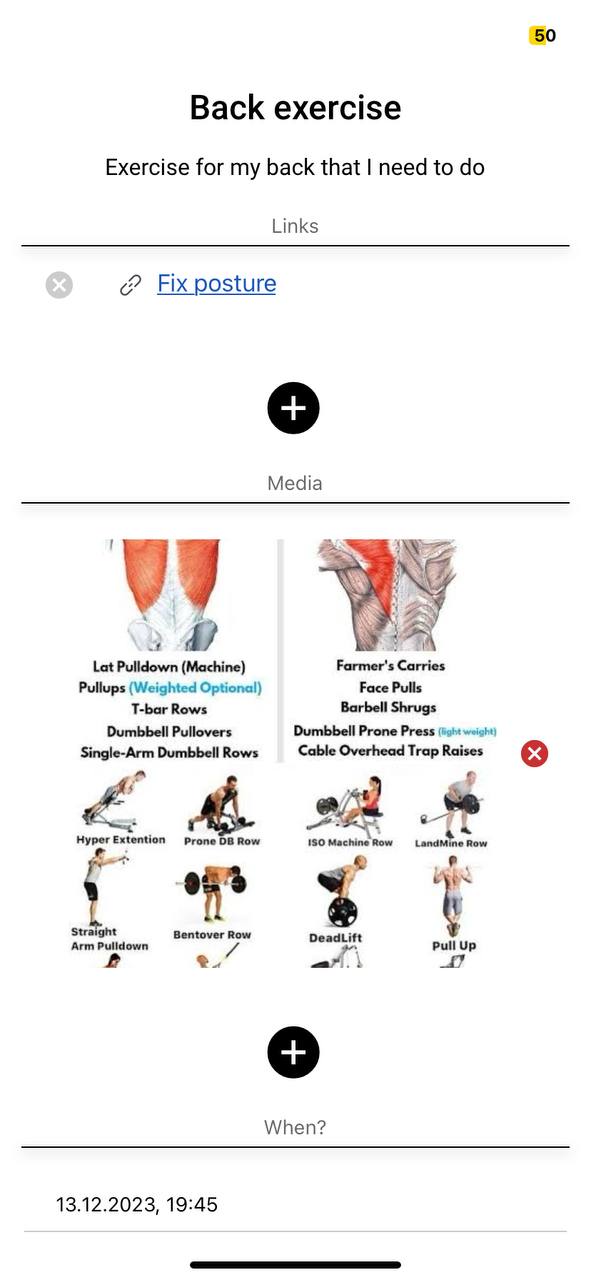 50
Back exercise
Exercise for my back that I need to do
Links
Fix posture
Media
Lat Pulldown (Machine)
Pullups (Weighted Optional)
T-bar Rows
Dumbbell Pullovers
Single-Arm Dumbbell Rows
Farmer's Carries
Face Pulls
Barbell Shrugs
Dumbbell Prone Press (light weight)
Cable Overhead Trap Raises
Hyper Extention
Prone DB Row
ISO Machine Row
LandMine Row
Straight
Arm Pulldown
Bentover Row
DeadLift
Pull Up
When?
13.12.2023, 19:45